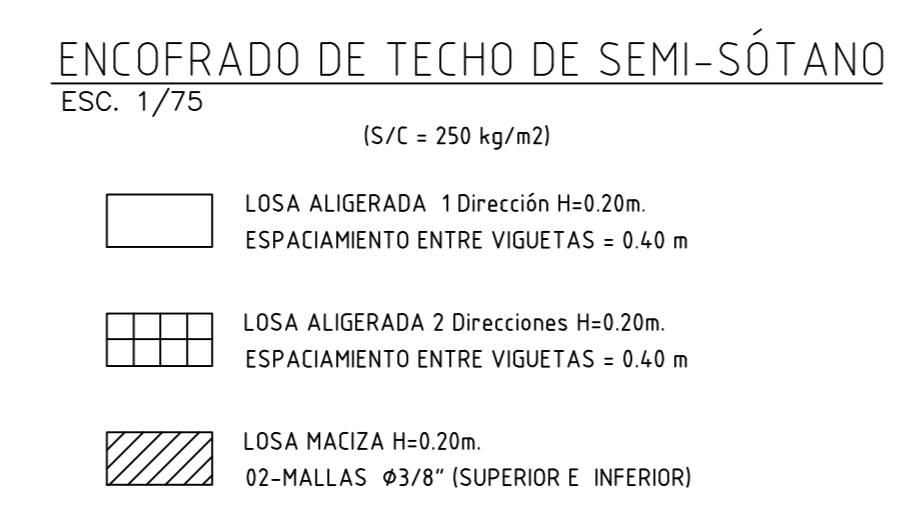 ENCOFRADO DE TECHO DE SEMI-SÓTANO
ESC. 1/75
(S/C = 250 kg/m2)
LOSA ALIGERADA 1 Dirección H=0.20m.
ESPACIAMIENTO ENTRE VIGUETAS = 0.40 m
LOSA ALIGERADA 2 Direcciones H=0.20m.
ESPACIAMIENTO ENTRE VIGUETAS = 0.40 m
LOSA MACIZA H=0.20m.
02-MALLAS Ø3/8" (SUPERIOR E INFERIOR)